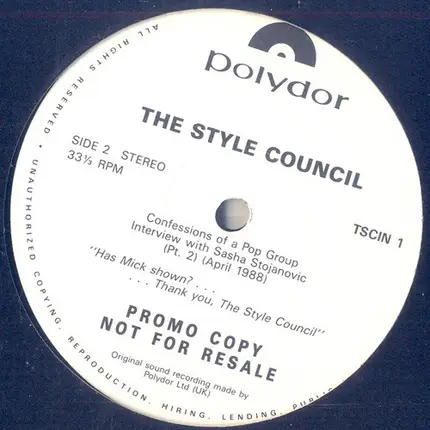 polydor
THE STYLE COUNCIL
SIDE 2 STEREO
33⅓ RPM
TSCIN 1
Confessions of a Pop Group
Interview with Sasha Stojanovic
(Pt. 2) (April 1988)
"Has Mick shown? . . .
. . . Thank you, The Style Council"
PROMO COPY
NOT FOR RESALE
Original sound recording made by
Polydor Ltd (UK)
ALL RIGHTS RESERVED • UNAUTHORIZED COPYING, REPRODUCTION, HIRING, LENDING,